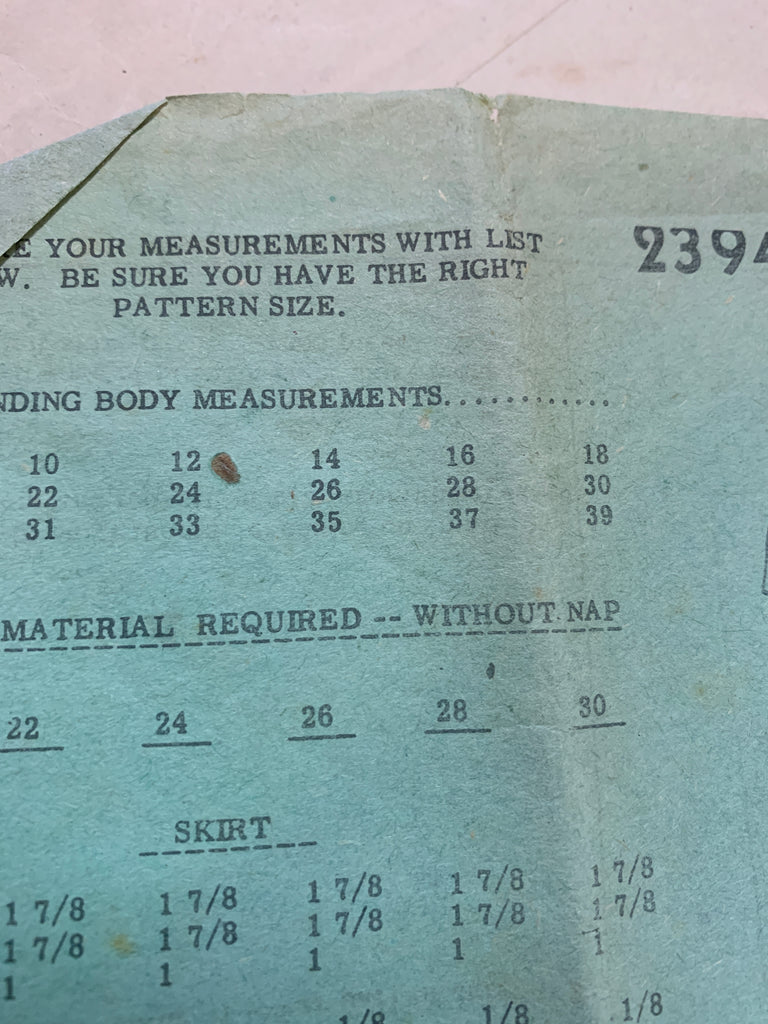 YOUR MEASUREMENTS WITH LIST 2394
BE SURE YOU HAVE THE RIGHT
PATTERN SIZE.
NDING BODY MEASUREMENTS............
10 12 14 16 18
22 24 26 28 30
31 33 35 37 39
MATERIAL REQUIRED -- WITHOUT NAP
22 24 26 28 30
SKIRT
1 7/8 1 7/8 1 7/8 1 7/8 1 7/8
1 7/8 1 7/8 1 7/8 1 7/8 1 7/8
1 1 1 1 1
1/8 1/8 1/8